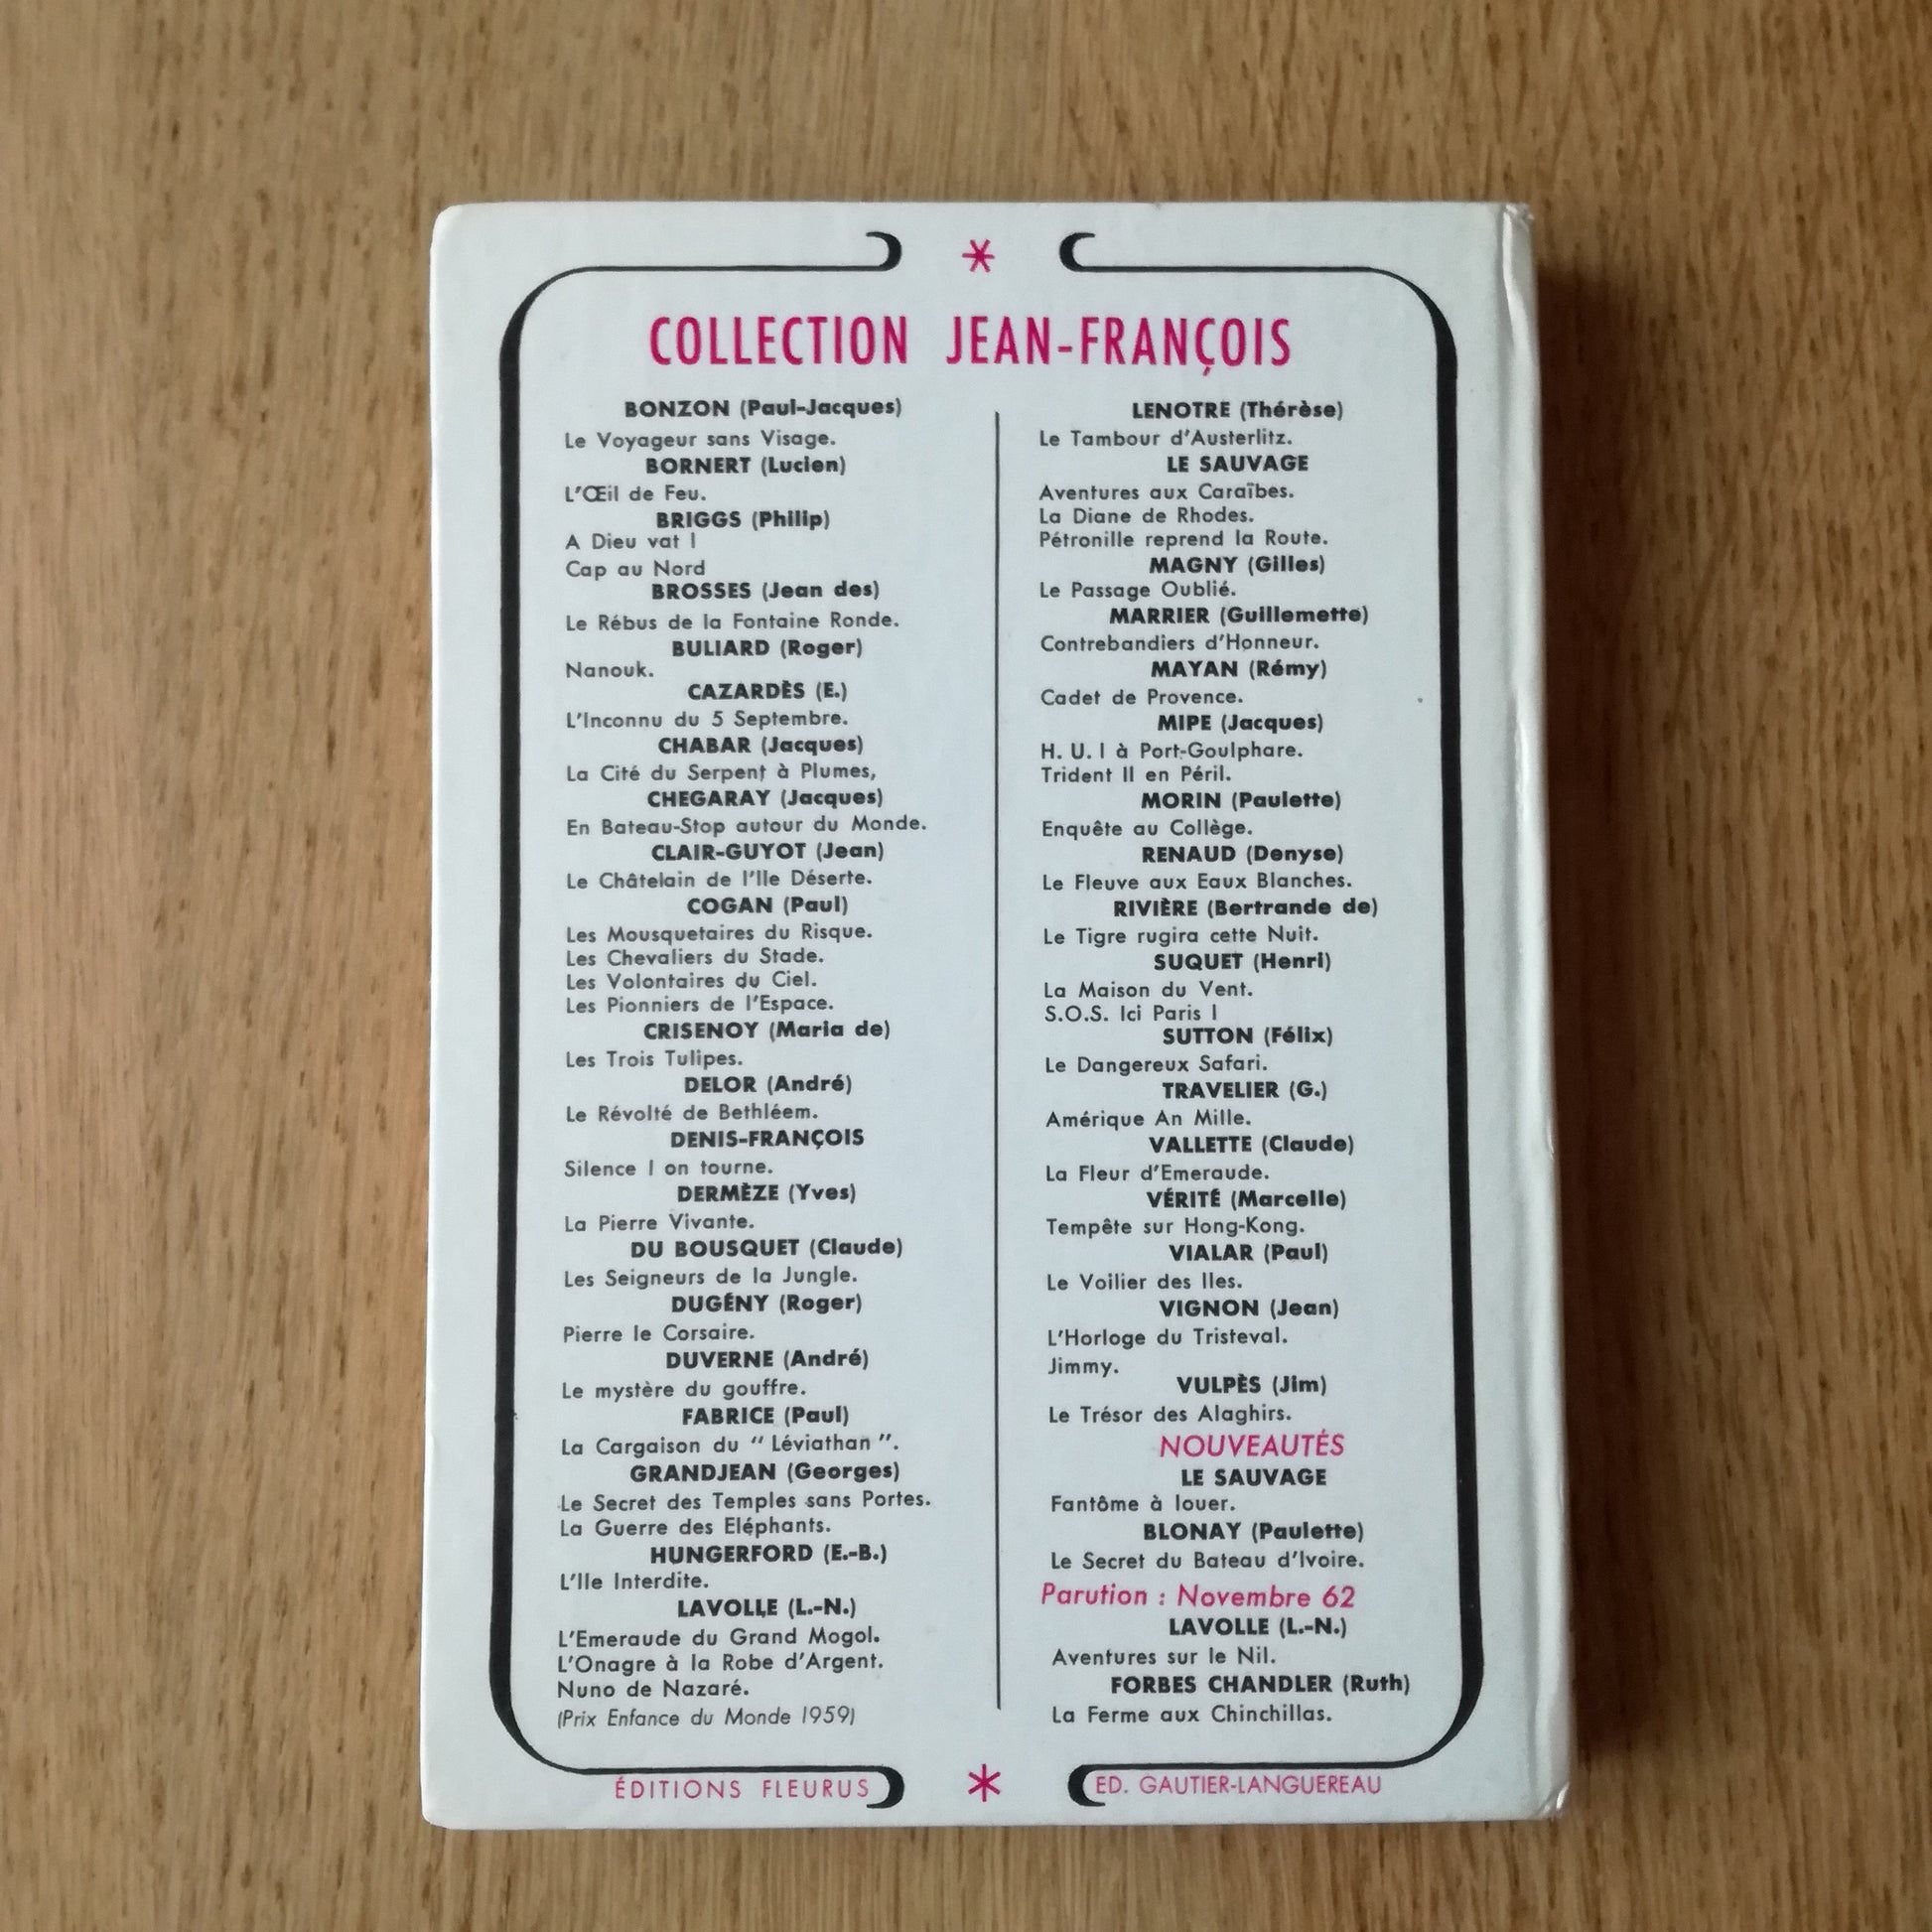 *
COLLECTION JEAN-FRANÇOIS
BONZON (Paul-Jacques)
Le Voyageur sans Visage.
BORNERT (Lucien)
L'Œil de Feu.
BRIGGS (Philip)
A Dieu vat !
Cap au Nord
BROSSES (Jean des)
Le Rébus de la Fontaine Ronde.
BULIARD (Roger)
Nanouk.
CAZARDÈS (E.)
L'Inconnu du 5 Septembre.
CHABAR (Jacques)
La Cité du Serpent à Plumes,
CHEGARAY (Jacques)
En Bateau-Stop autour du Monde.
CLAIR-GUYOT (Jean)
Le Châtelain de l'Ile Déserte.
COGAN (Paul)
Les Mousquetaires du Risque.
Les Chevaliers du Stade.
Les Volontaires du Ciel.
Les Pionniers de l'Espace.
CRISENOY (Maria de)
Les Trois Tulipes.
DELOR (André)
Le Révolté de Bethléem.
DENIS-FRANÇOIS
Silence ! on tourne.
DERMÈZE (Yves)
La Pierre Vivante.
DU BOUSQUET (Claude)
Les Seigneurs de la Jungle.
DUGÉNY (Roger)
Pierre le Corsaire.
DUVERNE (André)
Le mystère du gouffre.
FABRICE (Paul)
La Cargaison du " Léviathan ".
GRANDJEAN (Georges)
Le Secret des Temples sans Portes.
La Guerre des Eléphants.
HUNGERFORD (E.-B.)
L'Ile Interdite.
LAVOLLE (L.-N.)
L'Emeraude du Grand Mogol.
L'Onagre à la Robe d'Argent.
Nuno de Nazaré.
(Prix Enfance du Monde 1959)
LENOTRE (Thérèse)
Le Tambour d'Austerlitz.
LE SAUVAGE
Aventures aux Caraïbes.
La Diane de Rhodes.
Pétronille reprend la Route.
MAGNY (Gilles)
Le Passage Oublié.
MARRIER (Guillemette)
Contrebandiers d'Honneur.
MAYAN (Rémy)
Cadet de Provence.
MIPE (Jacques)
H. U. I à Port-Goulphare.
Trident II en Péril.
MORIN (Paulette)
Enquête au Collège.
RENAUD (Denyse)
Le Fleuve aux Eaux Blanches.
RIVIÈRE (Bertrande de)
Le Tigre rugira cette Nuit.
SUQUET (Henri)
La Maison du Vent.
S.O.S. Ici Paris !
SUTTON (Félix)
Le Dangereux Safari.
TRAVELIER (G.)
Amérique An Mille.
VALLETTE (Claude)
La Fleur d'Emeraude.
VÉRITÉ (Marcelle)
Tempête sur Hong-Kong.
VIALAR (Paul)
Le Voilier des Iles.
VIGNON (Jean)
L'Horloge du Tristeval.
Jimmy.
VULPÈS (Jim)
Le Trésor des Alaghirs.
NOUVEAUTÉS
LE SAUVAGE
Fantôme à louer.
BLONAY (Paulette)
Le Secret du Bateau d'Ivoire.
Parution : Novembre 62
LAVOLLE (L.-N.)
Aventures sur le Nil.
FORBES CHANDLER (Ruth)
La Ferme aux Chinchillas.
ÉDITIONS FLEURUS * ED. GAUTIER-LANGUEREAU